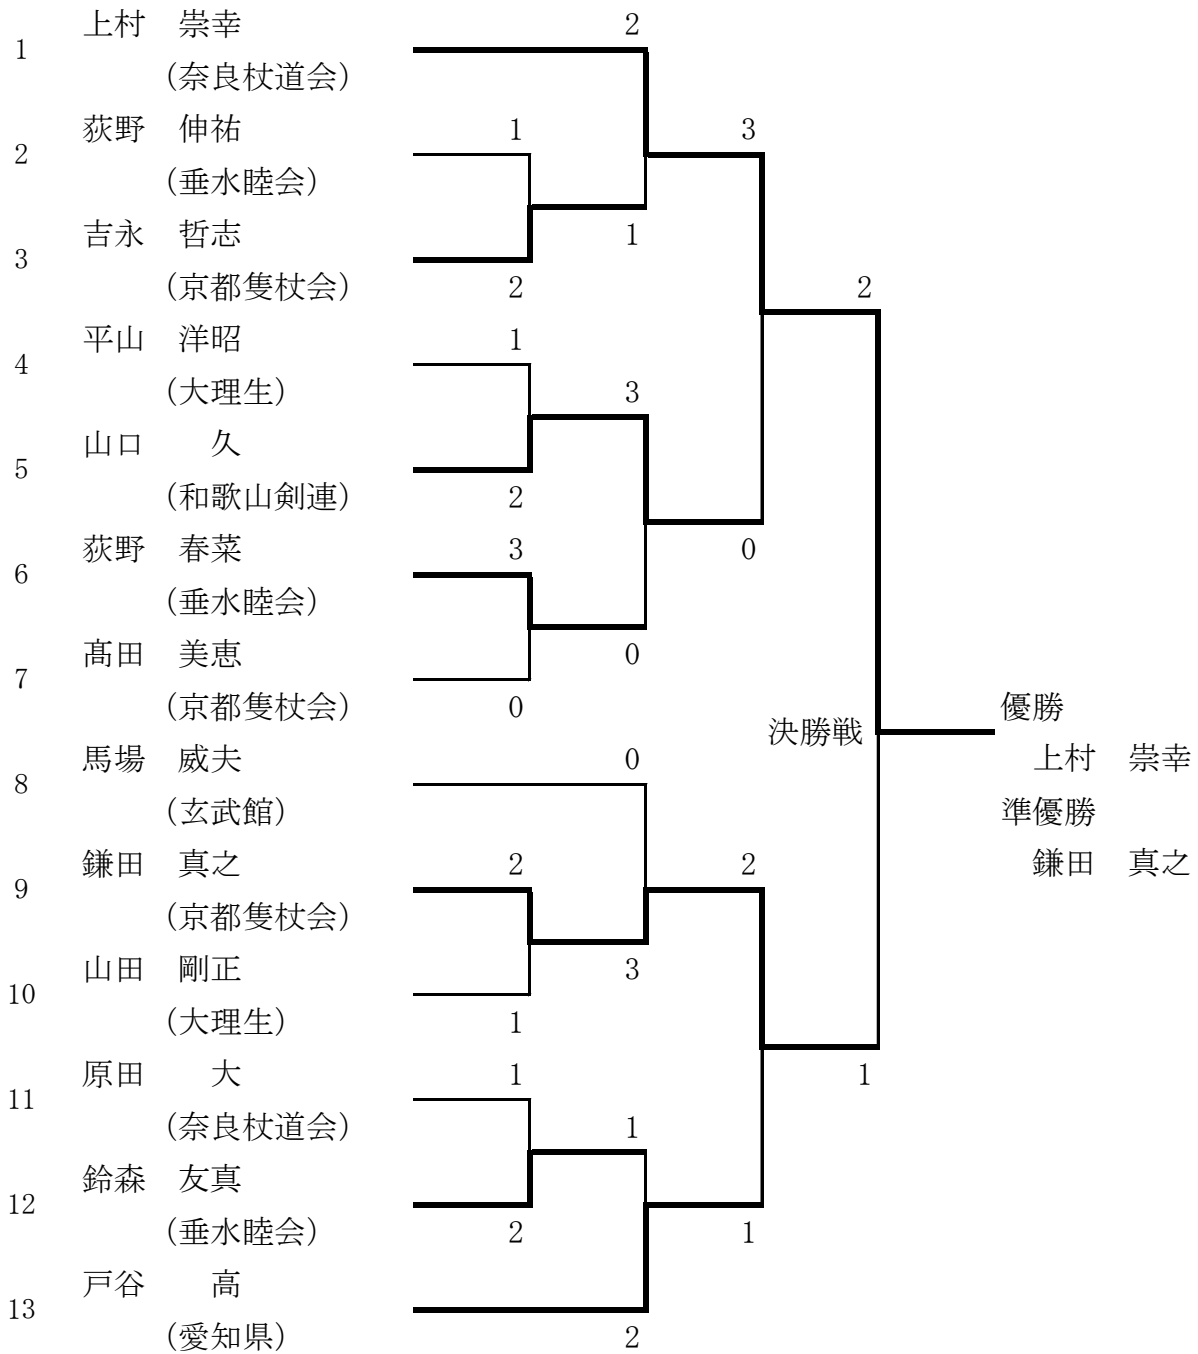 上村　崇幸 2
1
(奈良杖道会)
荻野　伸祐 1 3
2
(垂水睦会)
吉永　哲志 1
3
(京都隻杖会) 2 2
平山　洋昭 1
4
(大理生) 3
山口　　久
5
(和歌山剣連) 2
荻野　春菜 3 0
6
(垂水睦会)
髙田　美恵 0
7
(京都隻杖会) 0 優勝
決勝戦
馬場　威夫 0 上村　崇幸
8
(玄武館) 準優勝
鎌田　真之 2 2 鎌田　真之
9
(京都隻杖会)
山田　剛正 3
10
(大理生) 1
原田　　大 1 1
11
(奈良杖道会) 1
鈴森　友真
12
(垂水睦会) 2 1
戸谷　　高
13
(愛知県) 2